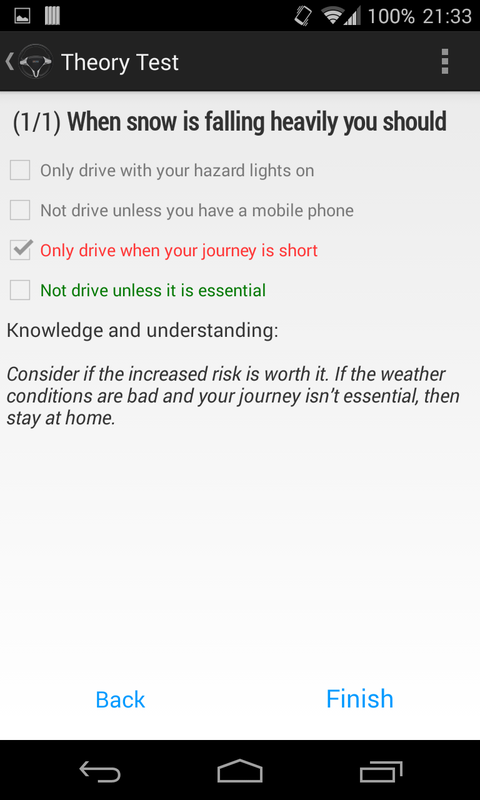 100% 21:33
Theory Test
(1/1) When snow is falling heavily you should
Only drive with your hazard lights on
Not drive unless you have a mobile phone
Only drive when your journey is short
Not drive unless it is essential
Knowledge and understanding:
Consider if the increased risk is worth it. If the weather
conditions are bad and your journey isn’t essential, then
stay at home.
Back Finish